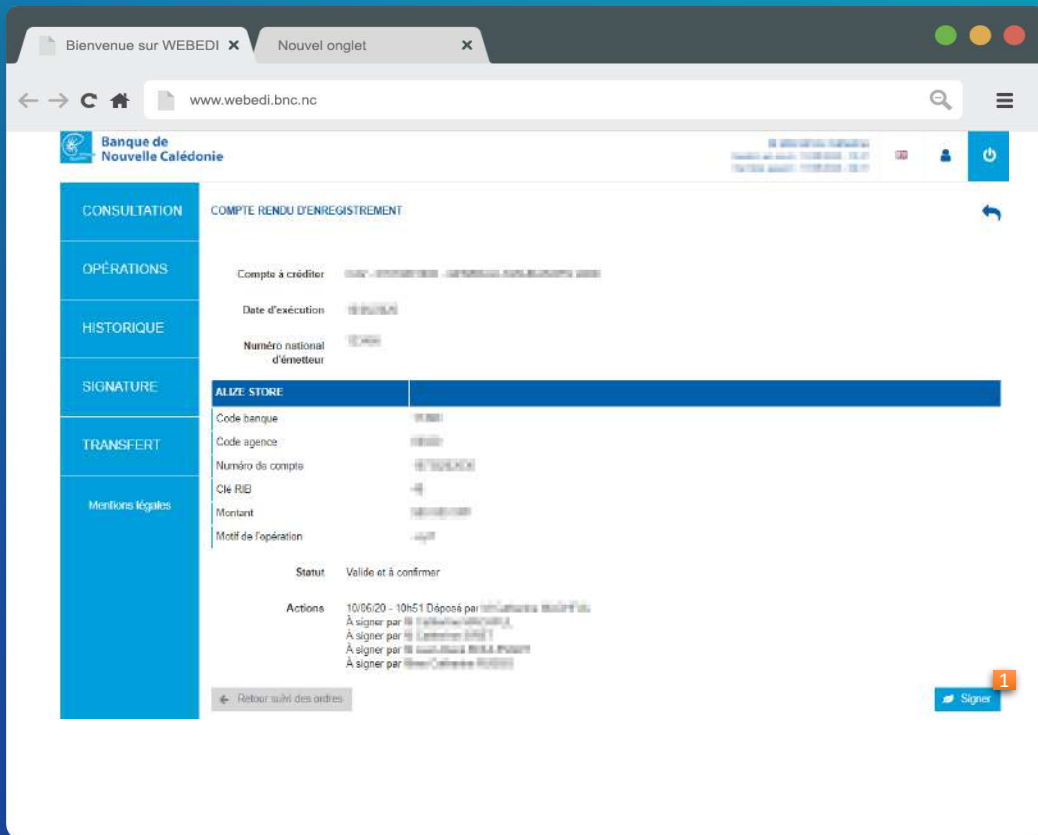 Bienvenue sur WEBEDI
Nouvel onglet
www.webedi.bnc.nc
Banque de
Nouvelle Calédonie
CONSULTATION
OPÉRATIONS
HISTORIQUE
SIGNATURE
TRANSFERT
Mentions légales
COMPTE RENDU D'ENREGISTREMENT
Compte à créditer
Date d'exécution
Numéro national
d'émetteur
ALIZE STORE
Code banque
Code agence
Numéro de compte
Clé RIB
Montant
Motif de l'opération
Statut Valide et à confirmer
Actions 10/06/20 - 10h51 Déposé par
À signer par
À signer par
À signer par
À signer par
Retour suivi des ordres
1
Signer